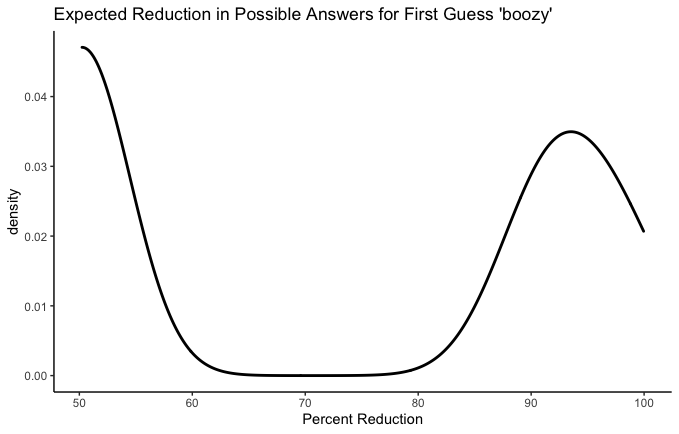 Expected Reduction in Possible Answers for First Guess 'boozy'
density
0.04
0.03
0.02
0.01
0.00
50 60 70 80 90 100
Percent Reduction